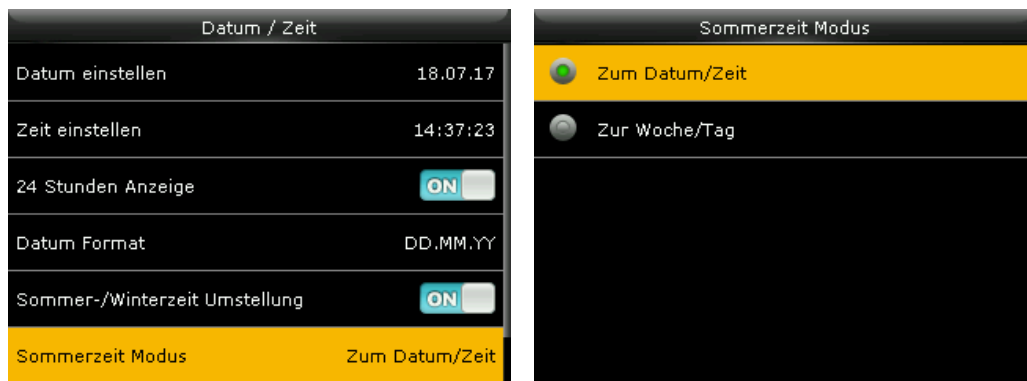 Datum / Zeit
Datum einstellen 18.07.17
Zeit einstellen 14:37:23
24 Stunden Anzeige ON
Datum Format DD.MM.YY
Sommer-/Winterzeit Umstellung ON
Sommerzeit Modus Zum Datum/Zeit
Sommerzeit Modus
Zum Datum/Zeit
Zur Woche/Tag